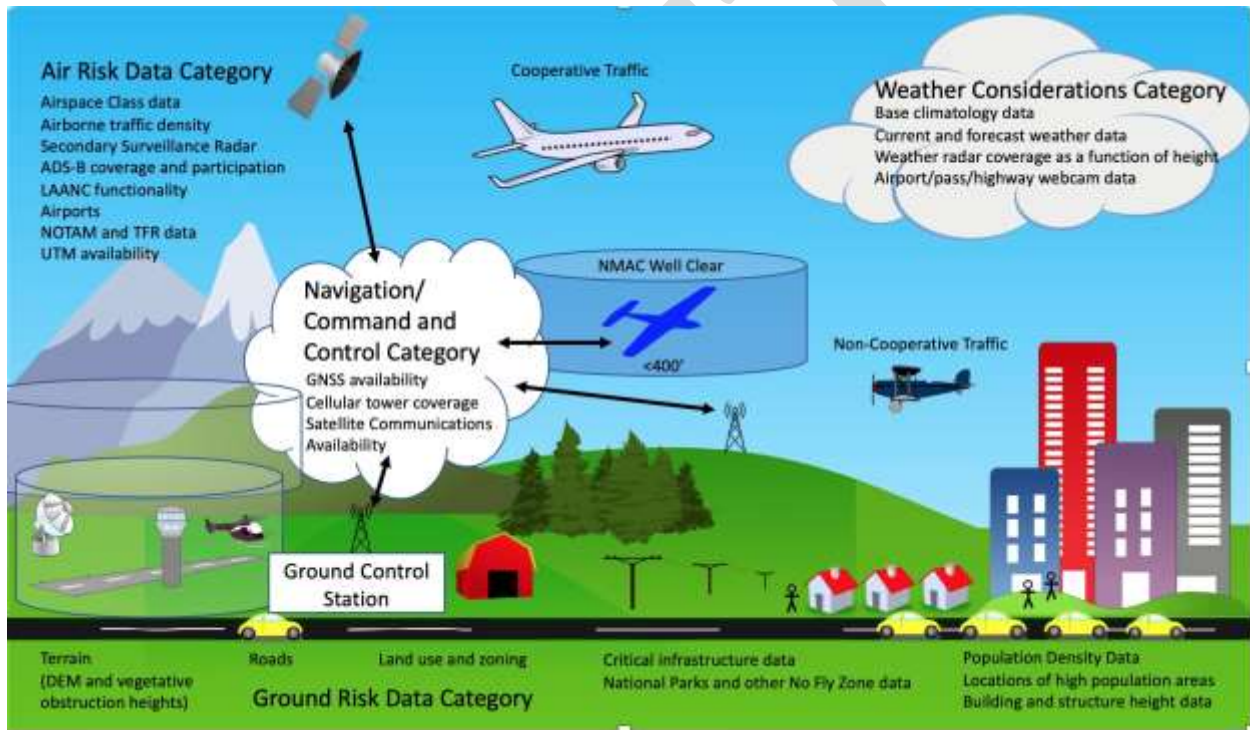 Air Risk Data Category
Airspace Class data
Airborne traffic density
Secondary Surveillance Radar
ADS-B coverage and participation
LAANC functionality
Airports
NOTAM and TFR data
UTM availability
Cooperative Traffic
Weather Considerations Category
Base climatology data
Current and forecast weather data
Weather radar coverage as a function of height
Airport/pass/highway webcam data
Navigation/
Command and
Control Category
GNSS availability
Cellular tower coverage
Satellite Communications
Availability
NMAC Well Clear
<400'
Non-Cooperative Traffic
Ground Control
Station
Terrain
(DEM and vegetative
obstruction heights)
Roads
Land use and zoning
Ground Risk Data Category
Critical infrastructure data
National Parks and other No Fly Zone data
Population Density Data
Locations of high population areas
Building and structure height data